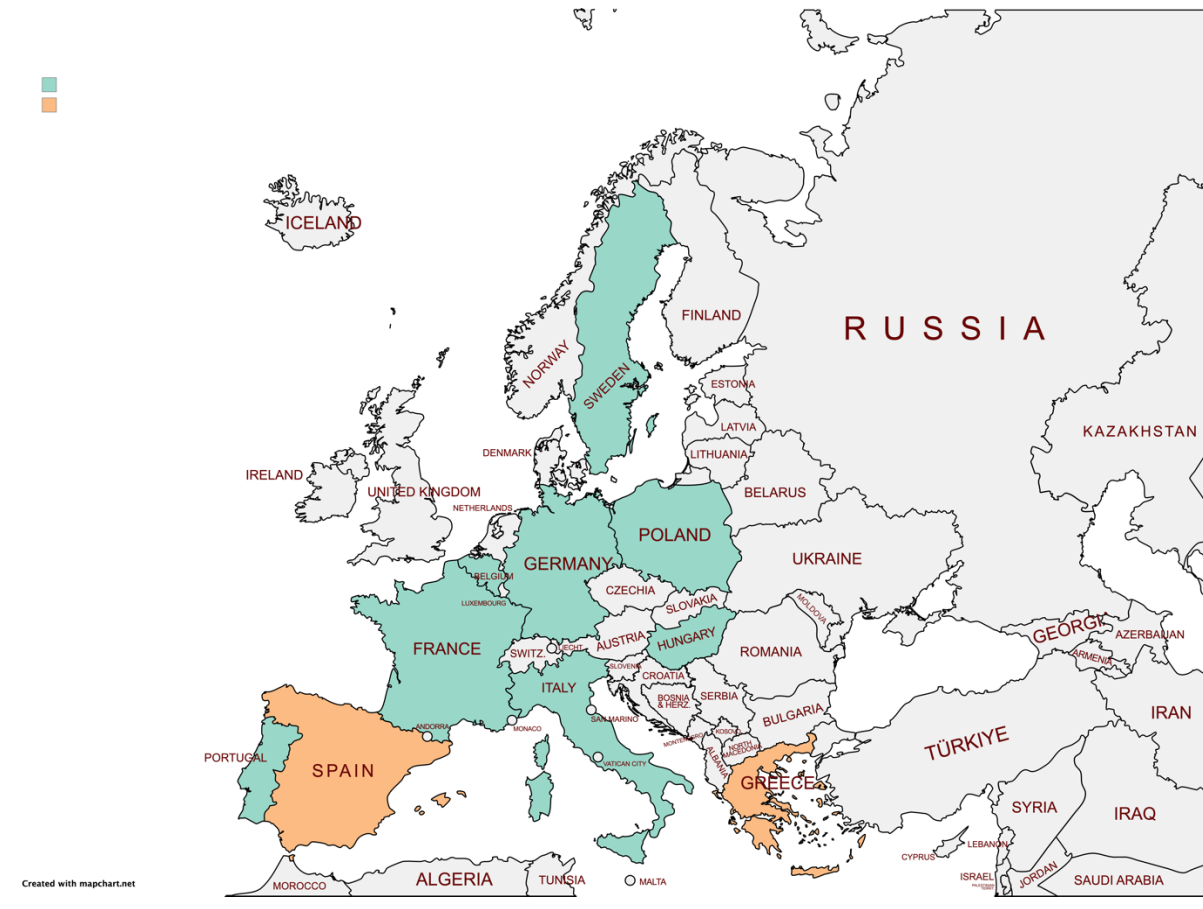 ICELAND
RUSSIA
FINLAND
NORWAY
SWEDEN
ESTONIA
LATVIA
LITHUANIA
KAZAKHSTAN
DENMARK
IRELAND
UNITED KINGDOM
BELARUS
NETHERLANDS
POLAND
UKRAINE
GERMANY
BELGIUM
CZECHIA
LUXEMBOURG
SLOVAKIA
MOLDOVA
FRANCE
SWITZ.
LIECHT.
AUSTRIA
HUNGARY
ROMANIA
GEORGI
AZERBAIJAN
ARMENIA
SLOVENIA
CROATIA
ITALY
BOSNIA
& HERZ.
SERBIA
SAN MARINO
BULGARIA
IRAN
ANDORRA
MONACO
MONTENEGRO
KOSOVO
NORTH
MACEDONIA
ALBANIA
TÜRKIYE
PORTUGAL
SPAIN
VATICAN CITY
GREECE
SYRIA
IRAQ
CYPRUS
LEBANON
ISRAEL
JORDAN
SAUDI ARABIA
MOROCCO
ALGERIA
TUNISIA
MALTA
Created with mapchart.net